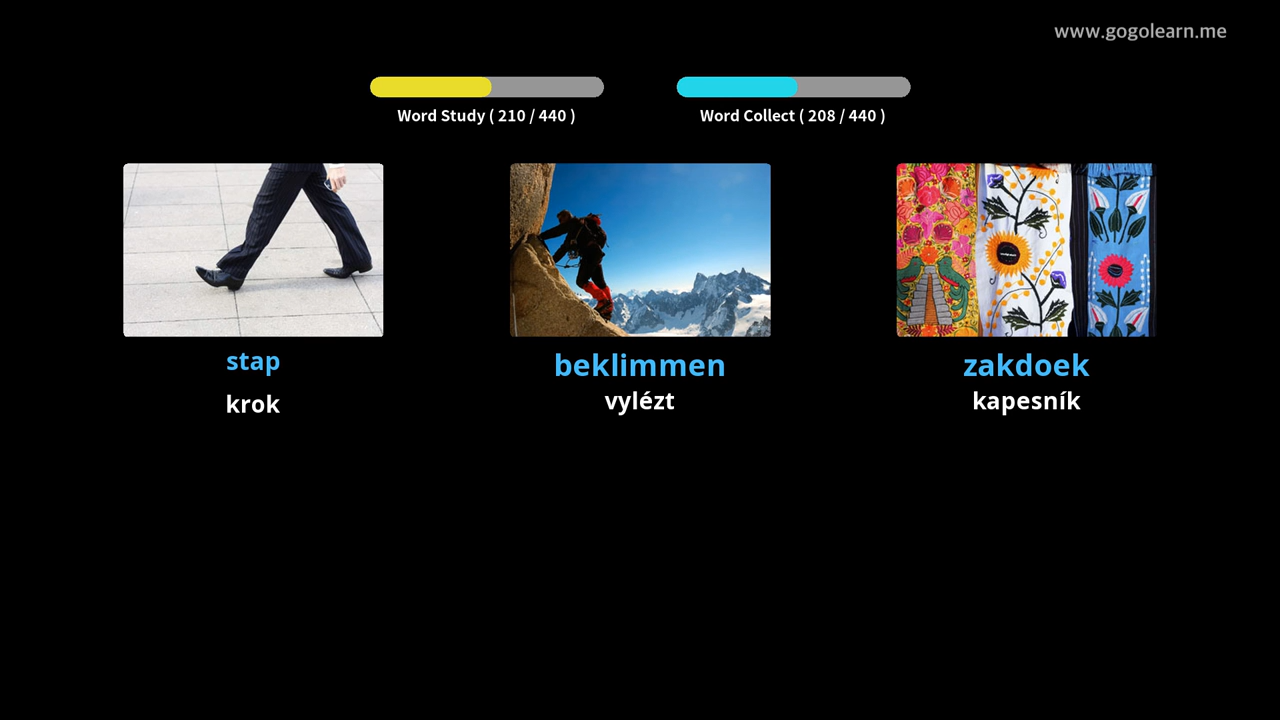 www.gogolearn.me
Word Study ( 210 / 440 )
Word Collect ( 208 / 440 )
stap
krok
beklimmen
vylézt
zakdoek
kapesník